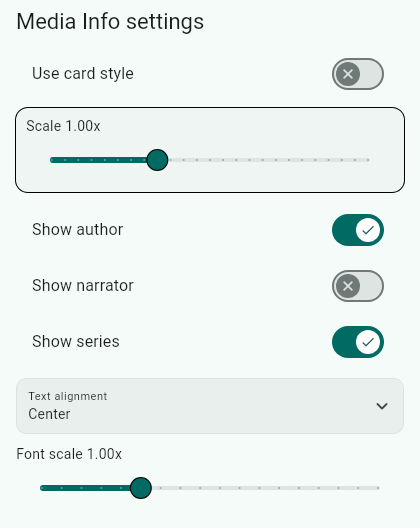 Media Info settings
Use card style
Scale 1.00x
Show author
Show narrator
Show series
Text alignment
Center
Font scale 1.00x